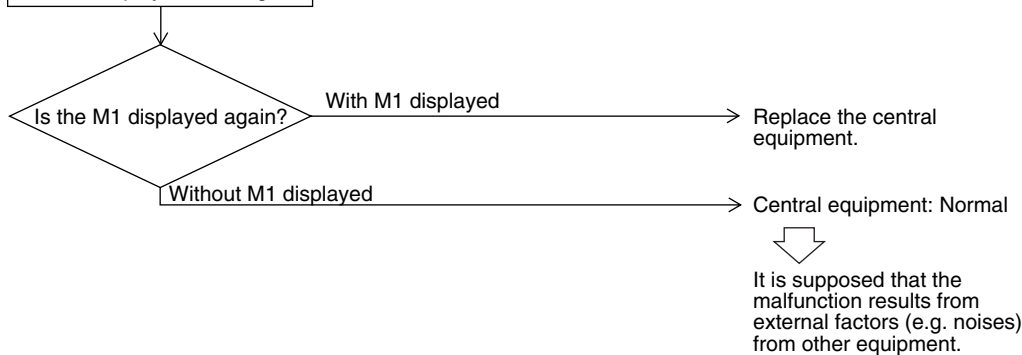 Is the M1 displayed again?
With M1 displayed
Replace the central
equipment.
Without M1 displayed
Central equipment: Normal
It is supposed that the
malfunction results from
external factors (e.g. noises)
from other equipment.